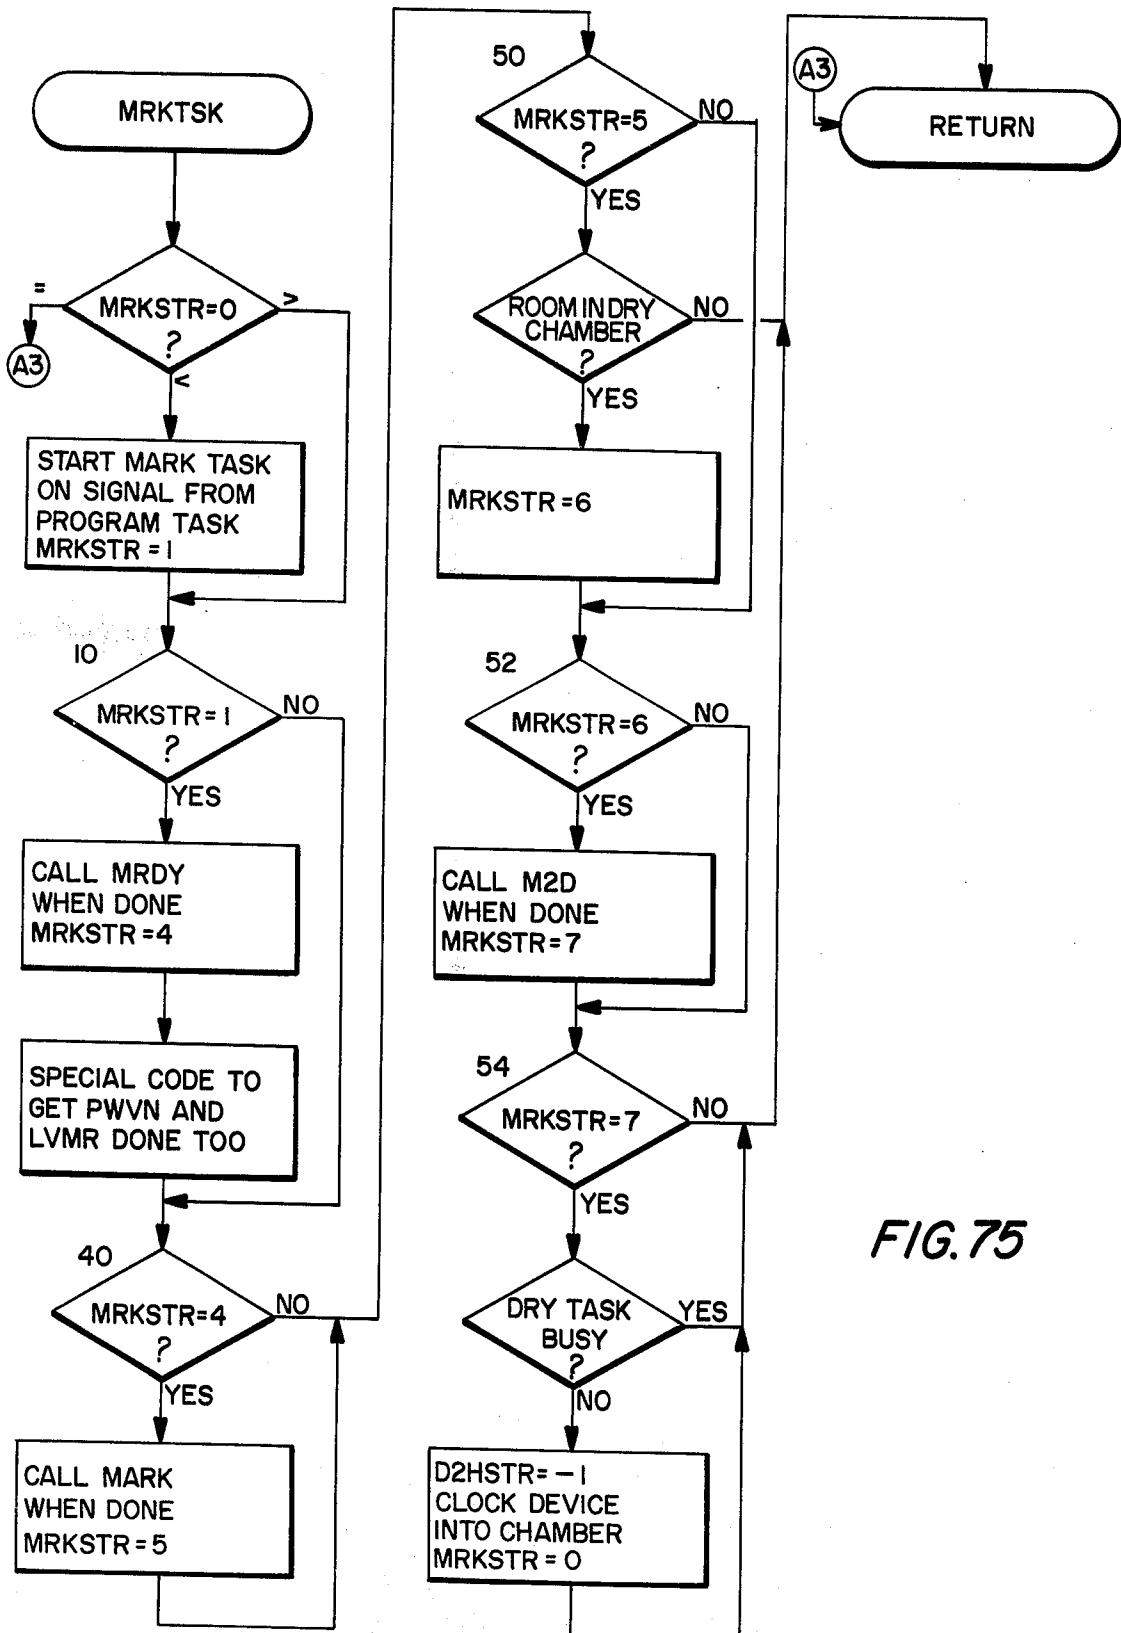 MRKTSK
MRKSTR=0
?
=
>
<
A3
START MARK TASK
ON SIGNAL FROM
PROGRAM TASK
MRKSTR=1
10
MRKSTR=1
?
NO
YES
CALL MRDY
WHEN DONE
MRKSTR=4
SPECIAL CODE TO
GET PWVN AND
LVMR DONE TOO
40
MRKSTR=4
?
NO
YES
CALL MARK
WHEN DONE
MRKSTR=5
50
MRKSTR=5
?
NO
YES
ROOM IN DRY
CHAMBER
?
NO
YES
MRKSTR=6
52
MRKSTR=6
?
NO
YES
CALL M2D
WHEN DONE
MRKSTR=7
54
MRKSTR=7
?
NO
YES
DRY TASK
BUSY
?
YES
NO
D2HSTR=-1
CLOCK DEVICE
INTO CHAMBER
MRKSTR=0
A3
RETURN
FIG.75